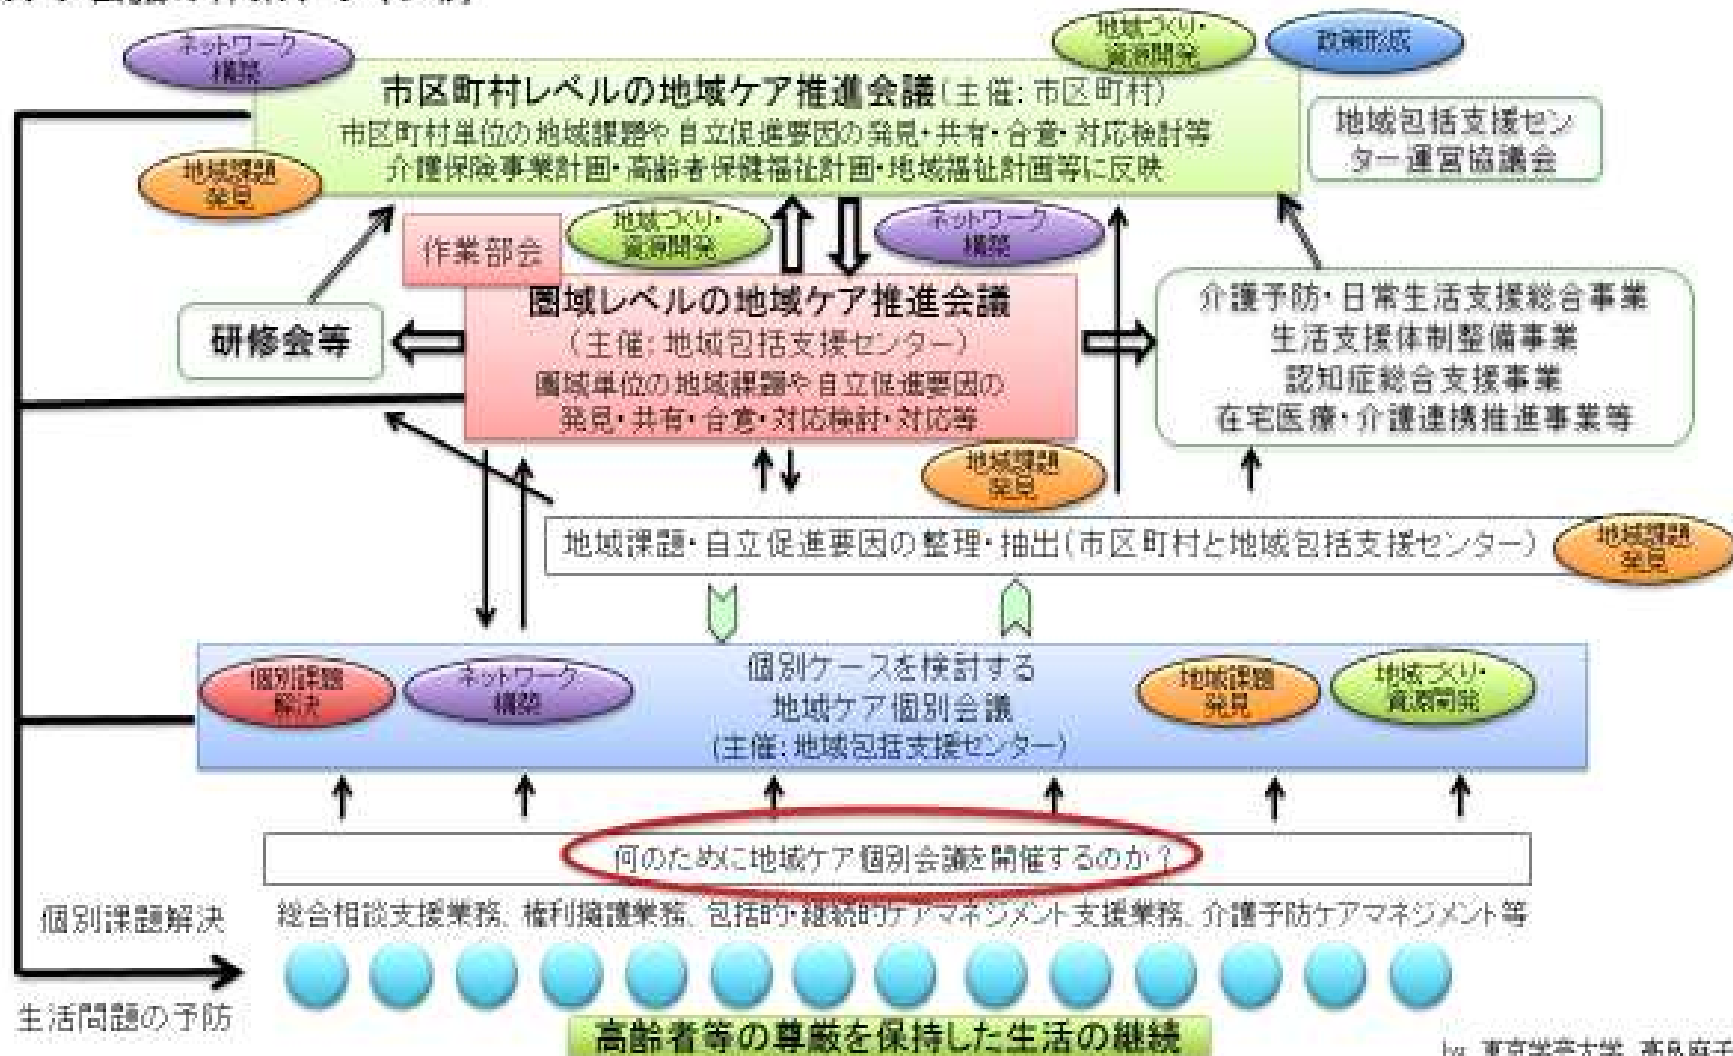 ネットワーク
構築
地域づくり・
資源開発
政策形成
市区町村レベルの地域ケア推進会議(主催:市区町村)
市区町村単位の地域課題や自立促進要因の発見・共有・合意・対応検討等
介護保険事業計画・高齢者保健福祉計画・地域福祉計画等に反映
地域包括支援セン
ター運営協議会
地域課題
発見
作業部会
地域づくり・
資源開発
ネットワーク
構築
圏域レベルの地域ケア推進会議
(主催:地域包括支援センター)
圏域単位の地域課題や自立促進要因の
発見・共有・合意・対応検討・対応等
研修会等
介護予防・日常生活支援総合事業
生活支援体制整備事業
認知症総合支援事業
在宅医療・介護連携推進事業等
地域課題
発見
地域課題・自立促進要因の整理・抽出(市区町村と地域包括支援センター)
地域課題
発見
個別課題
解決
ネットワーク
構築
個別ケースを検討する
地域ケア個別会議
(主催:地域包括支援センター)
地域課題
発見
地域づくり・
資源開発
何のために地域ケア個別会議を開催するのか?
個別課題解決
総合相談支援業務、権利擁護業務、包括的・継続的ケアマネジメント支援業務、介護予防ケアマネジメント等
生活問題の予防
高齢者等の尊厳を保持した生活の継続
by 東京学芸大学